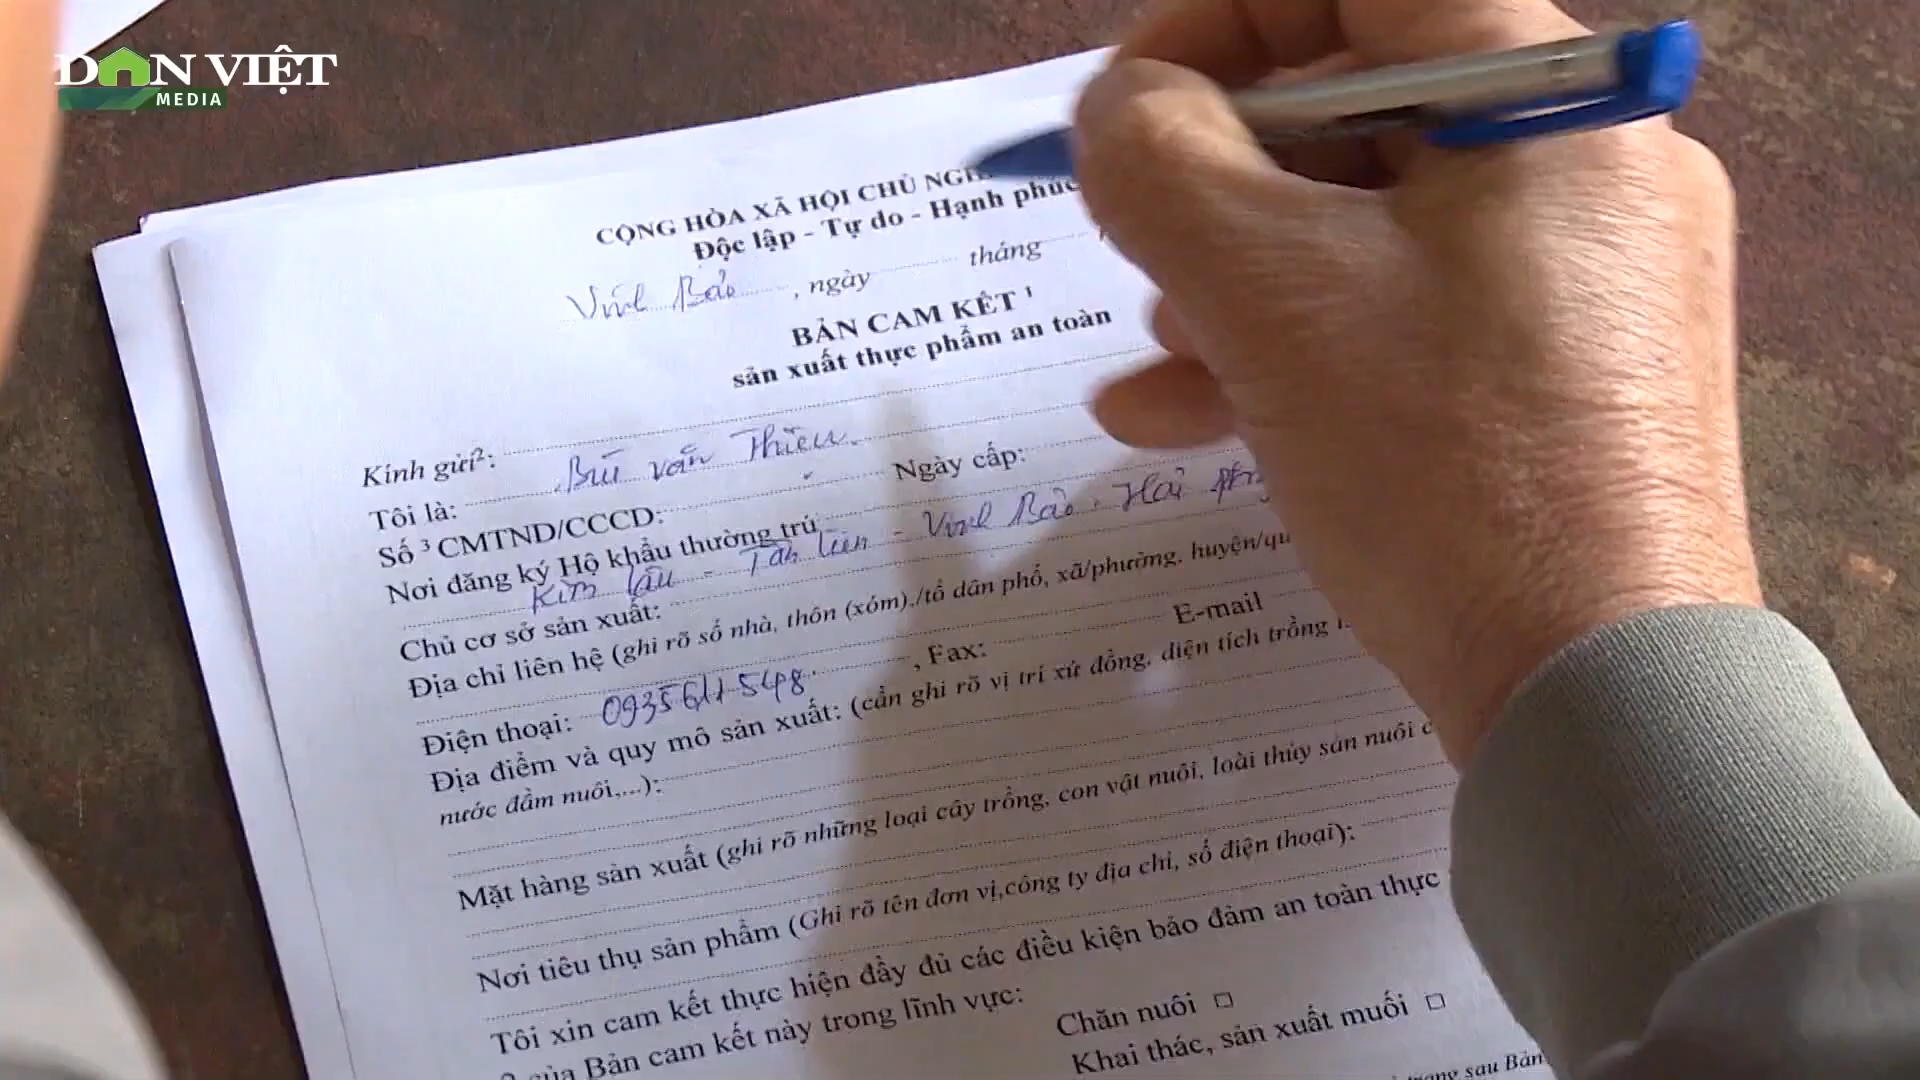 DÂN VIỆT
MEDIA
CỘNG HÒA XÃ HỘI CHỦ
Độc lập - Tự do - Hạnh phúc
Vĩnh Bảo , ngày tháng
BẢN CAM KẾT 1
sản xuất thực phẩm an toàn
Kính gửi2:
Tôi là: Bùi Văn Thiều
Số 3 CMTND/CCCD: Ngày cấp:
Nơi đăng ký Hộ khẩu thường trú
Kim Lâu - Tân Liên - Vĩnh Bảo - Hải
Chủ cơ sở sản xuất:
Địa chỉ liên hệ (ghi rõ số nhà, thôn (xóm)./tổ dân phố, xã/phường, huyện/qu
Điện thoại: 0935611548 , Fax: E-mail
Địa điểm và quy mô sản xuất: (cần ghi rõ vị trí xứ đồng, diện tích trồng
nước đầm nuôi,...):
Mặt hàng sản xuất (ghi rõ những loại cây trồng, con vật nuôi, loài thủy sản nuôi
Nơi tiêu thụ sản phẩm (Ghi rõ tên đơn vị,công ty địa chỉ, số điện thoại):
Tôi xin cam kết thực hiện đầy đủ các điều kiện bảo đảm an toàn thực
của Bản cam kết này trong lĩnh vực:
Chăn nuôi □
Khai thác, sản xuất muối □
sau Bản